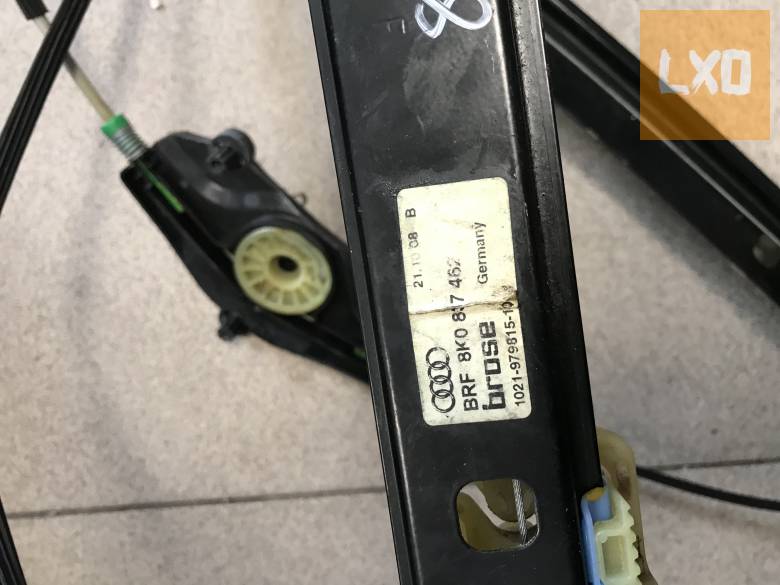 LXO
21.10 08 B
Germany
BRF 8K0 837 462
brose
1021-979815-10